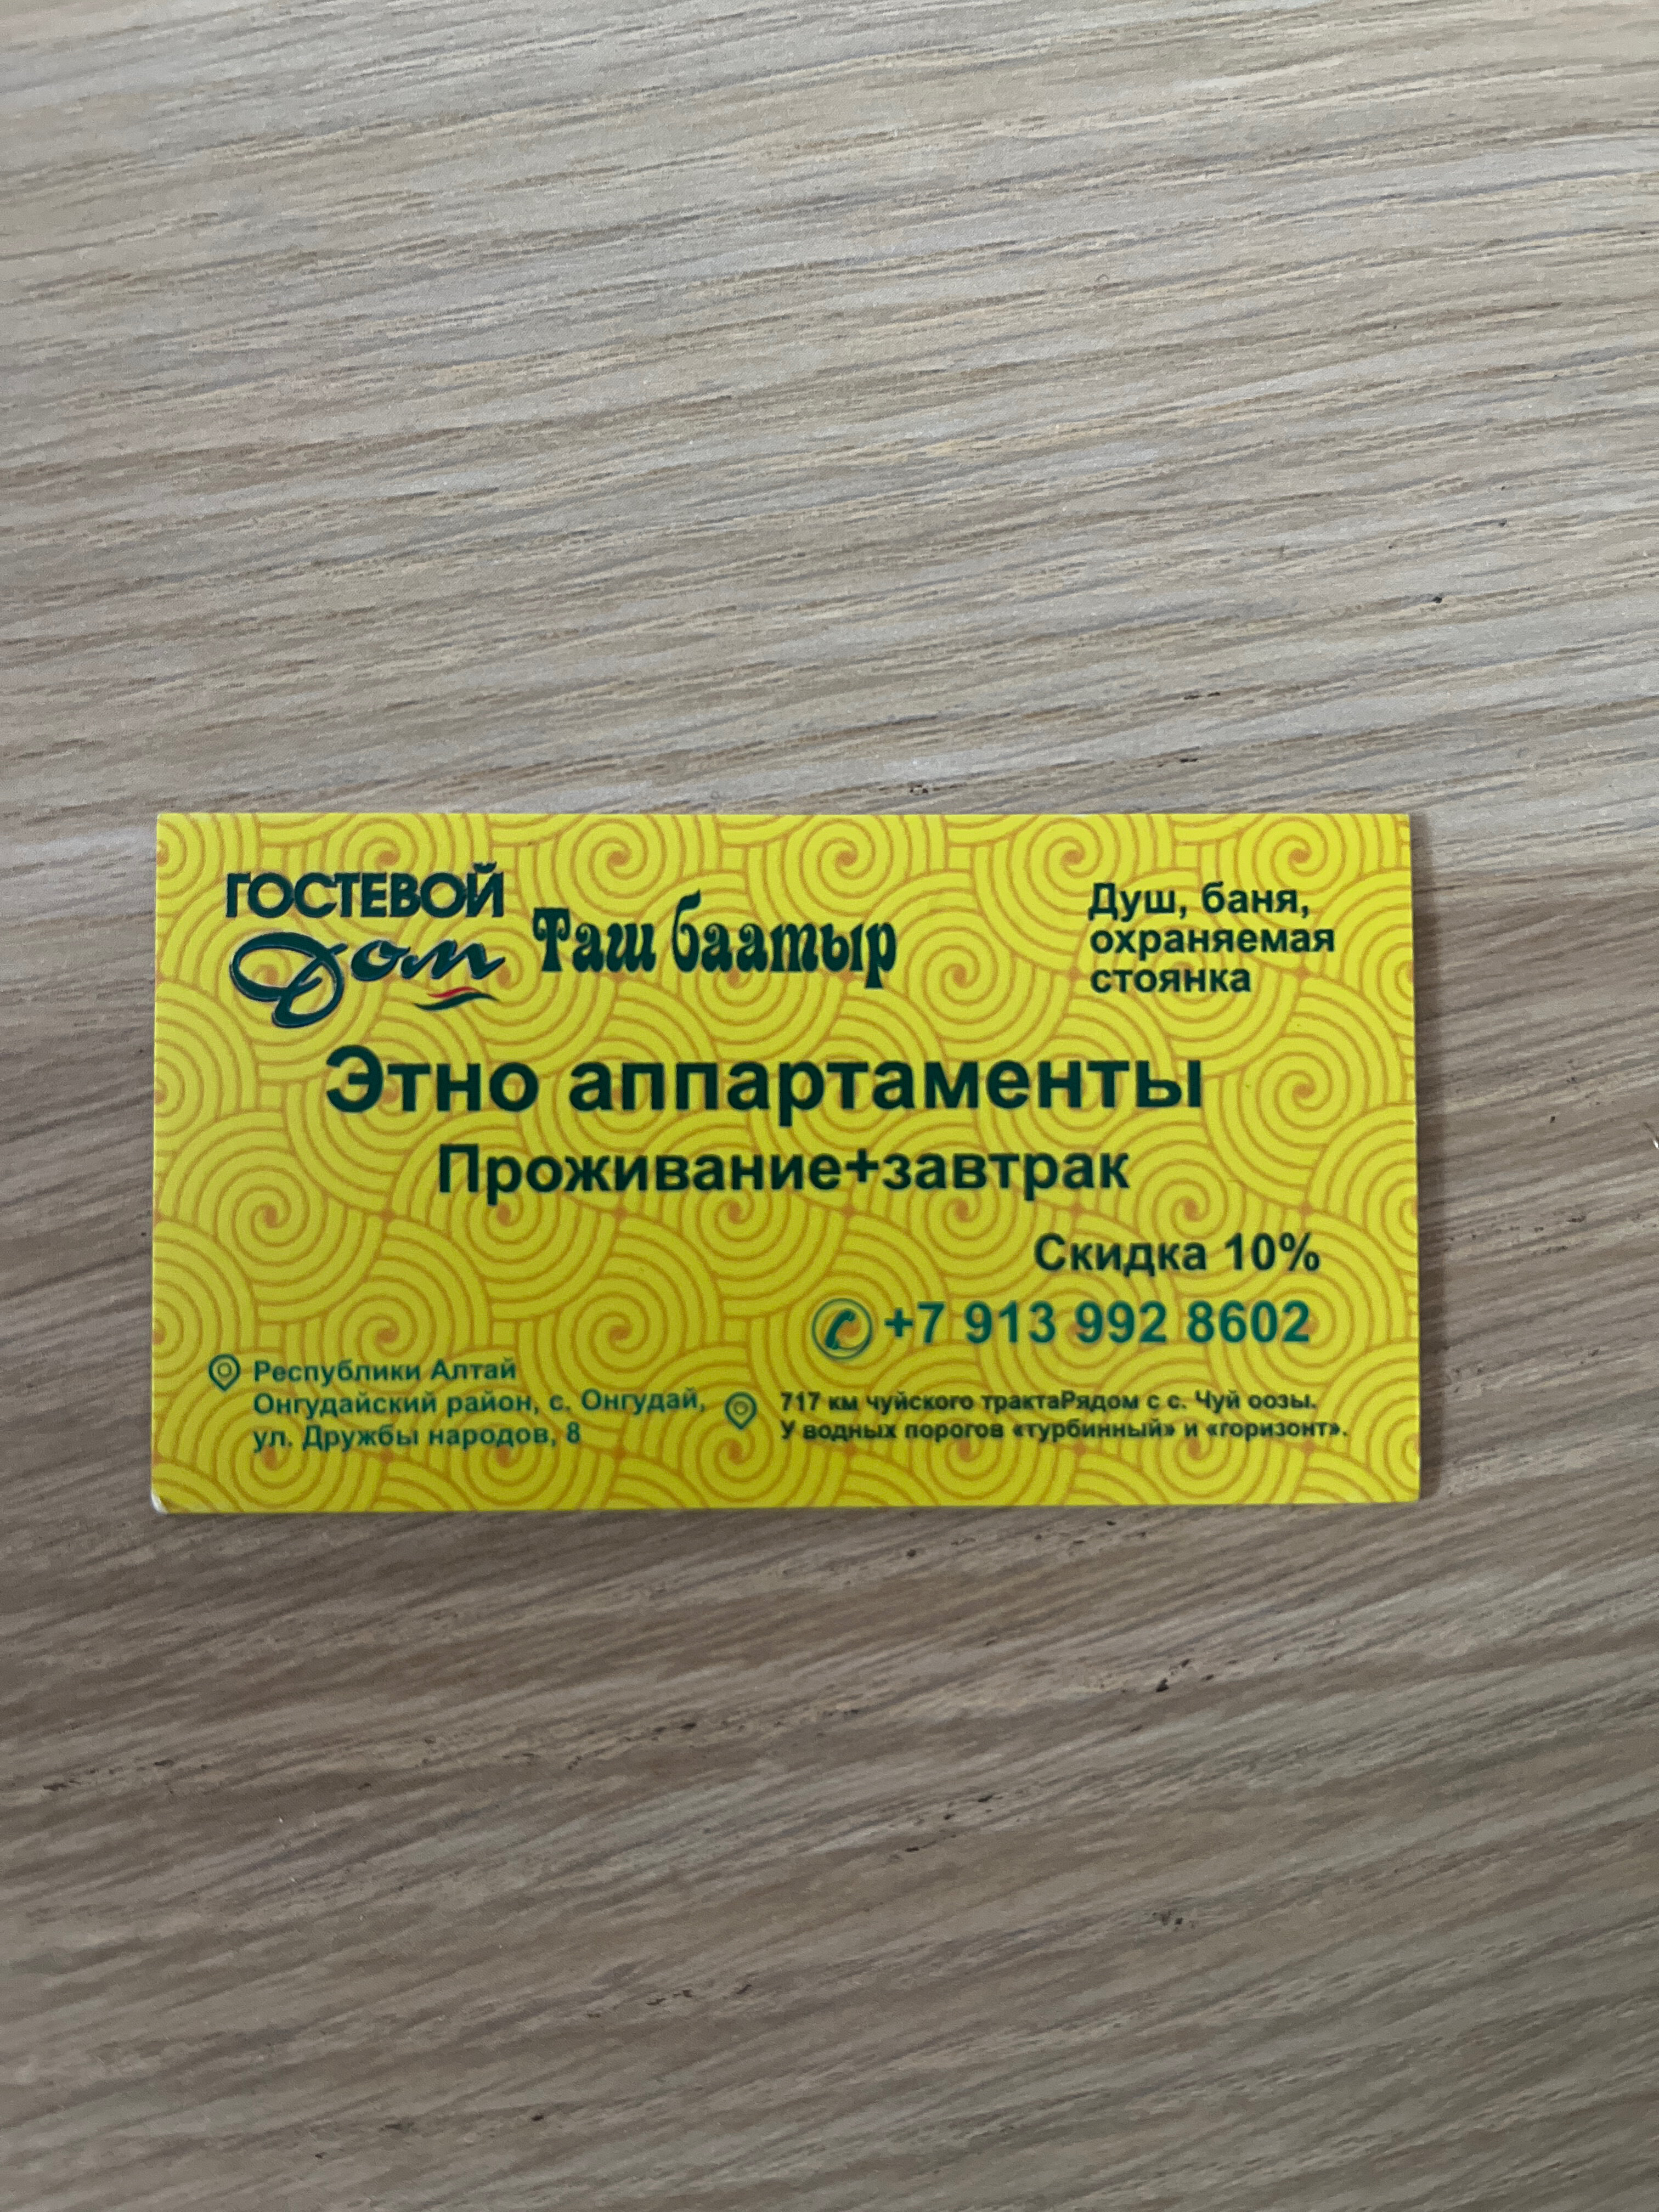 ГОСТЕВОЙ
Дом
Таш баатыр
Душ, баня,
охраняемая
стоянка
Этно аппартаменты
Проживание+завтрак
Скидка 10%
+7 913 992 8602
Республики Алтай
Онгудайский район, с. Онгудай,
ул. Дружбы народов, 8
717 км чуйского трактаРядом с с. Чуй оозы.
У водных порогов «турбинный» и «горизонт».